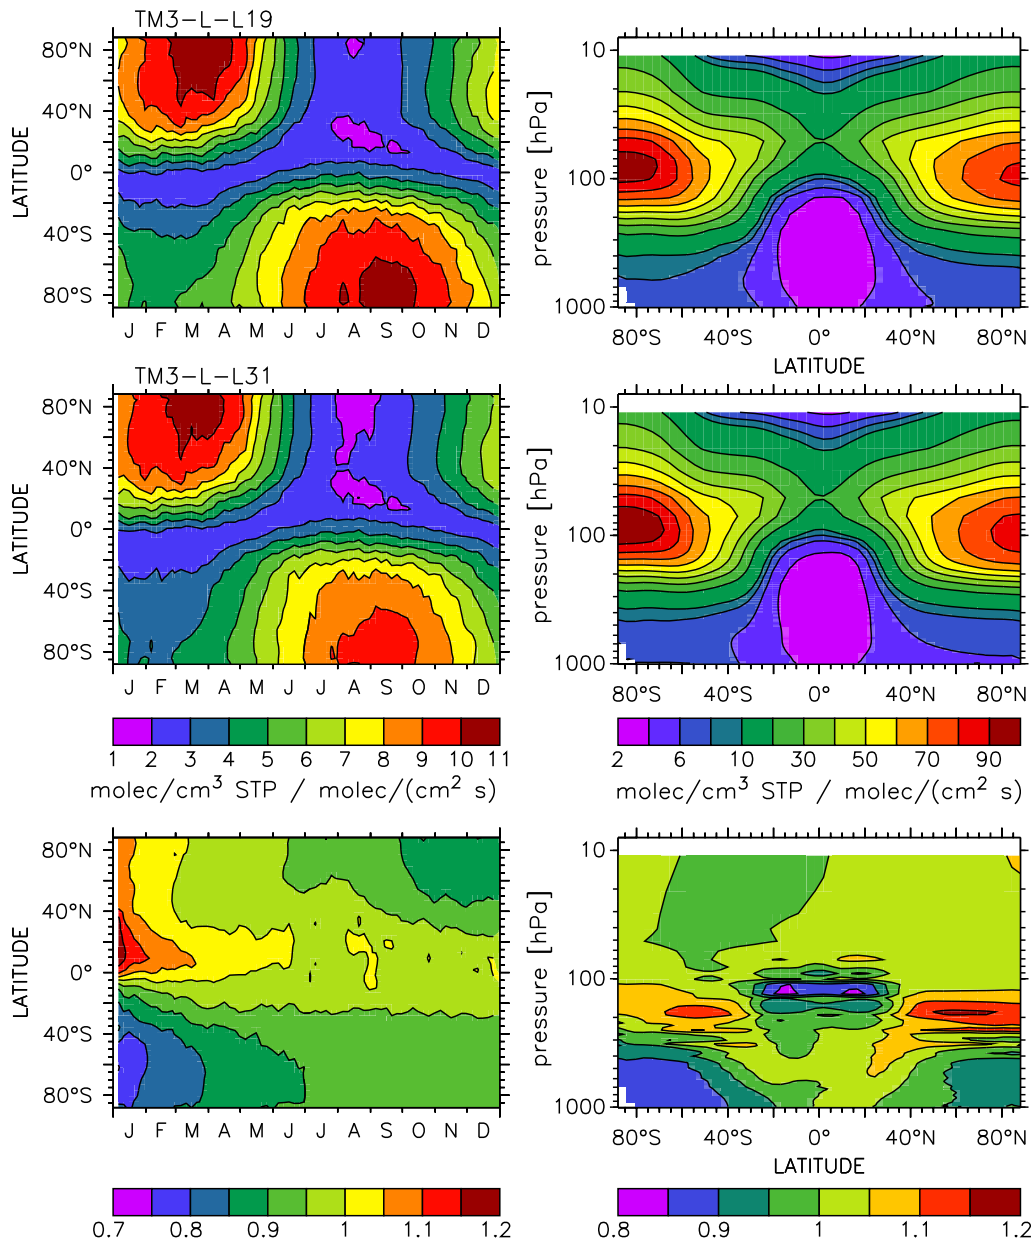 TM3-L-L19
80°N
40°N
0°
40°S
80°S
LATITUDE
J F M A M J J A S O N D
10
100
1000
pressure [hPa]
80°S 40°S 0° 40°N 80°N
LATITUDE
TM3-L-L31
80°N
40°N
0°
40°S
80°S
LATITUDE
J F M A M J J A S O N D
10
100
1000
pressure [hPa]
80°S 40°S 0° 40°N 80°N
1 2 3 4 5 6 7 8 9 10 11
molec/cm³ STP / molec/(cm² s)
2 6 10 30 50 70 90
molec/cm³ STP / molec/(cm² s)
80°N
40°N
0°
40°S
80°S
LATITUDE
J F M A M J J A S O N D
10
100
1000
pressure [hPa]
80°S 40°S 0° 40°N 80°N
LATITUDE
0.7 0.8 0.9 1 1.1 1.2
0.8 0.9 1 1.1 1.2